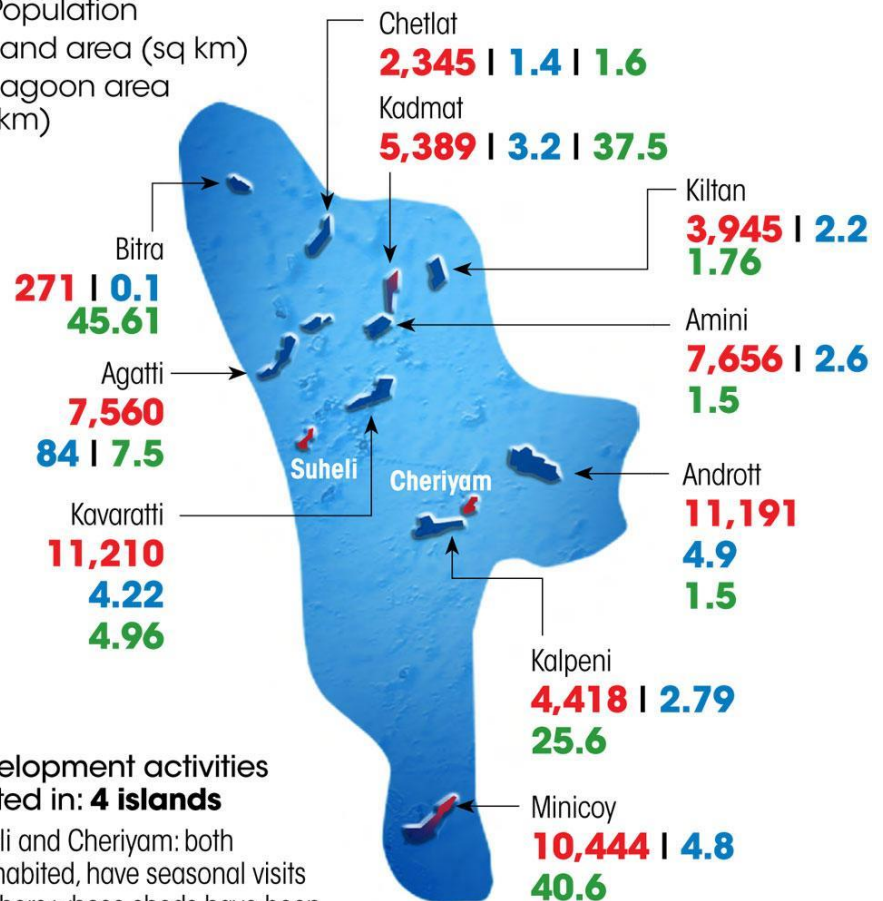 Population
and area (sq km)
agoon area
km)
Chetlat
2,345 | 1.4 | 1.6
Kadmat
5,389 | 3.2 | 37.5
Kiltan
3,945 | 2.2
1.76
Bitra
271 | 0.1
45.61
Amini
7,656 | 2.6
1.5
Agatti
7,560
84 | 7.5
Suheli
Cheriyam
Andrott
11,191
4.9
1.5
Kavaratti
11,210
4.22
4.96
Kalpeni
4,418 | 2.79
25.6
elopment activities
ted in: 4 islands
li and Cheriyam: both
habited, have seasonal visits
Minicoy
10,444 | 4.8
40.6